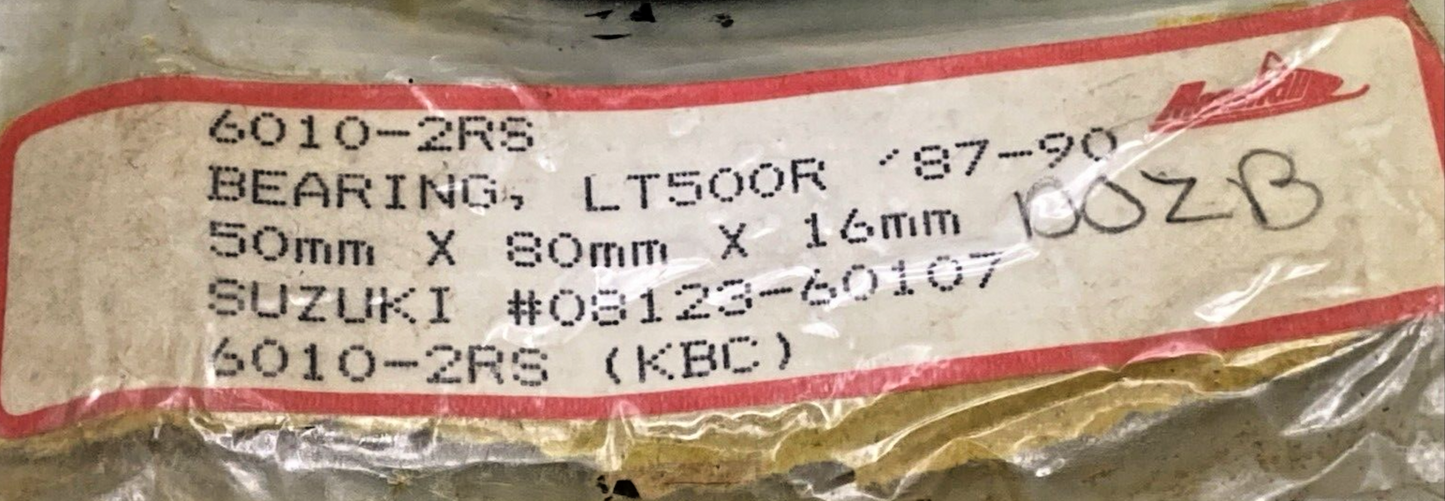 6010-2RS
BEARING, LT500R '87-90
50mm X 80mm X 16mm
SUZUKI #08123-60107
6010-2RS (KBC)